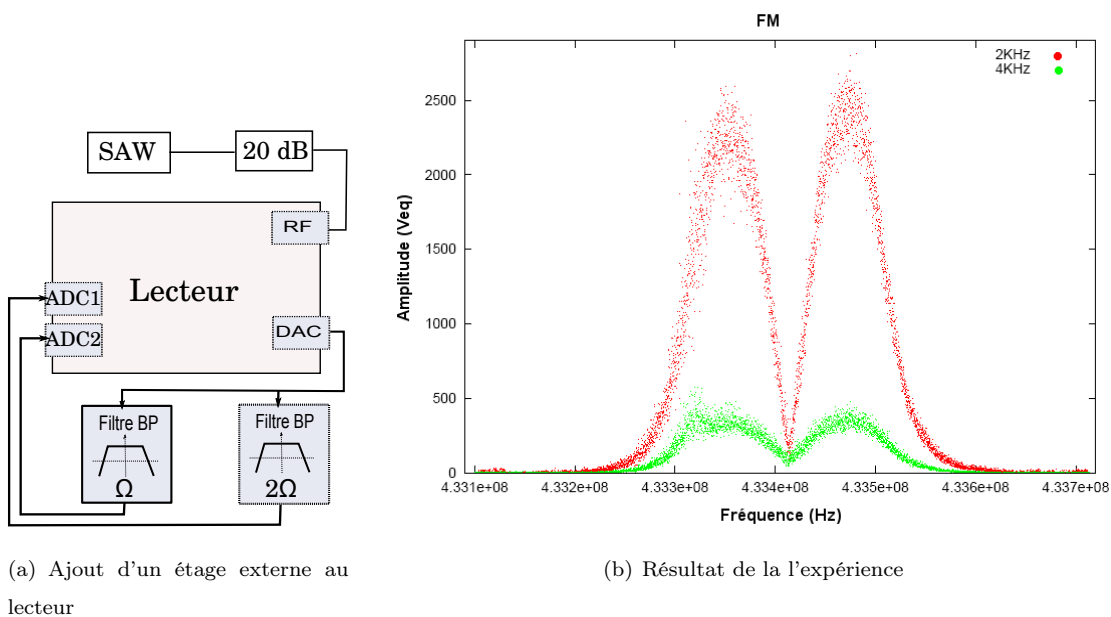 SAW
20 dB
RF
Lecteur
ADC1
ADC2
DAC
Filtre BP
Ω
Filtre BP
2Ω
(a) Ajout d'un étage externe au
lecteur
FM
2KHz
4KHz
Amplitude (Veq)
2500
2000
1500
1000
500
0
4.331e+08 4.332e+08 4.333e+08 4.334e+08 4.335e+08 4.336e+08 4.337e+08
Fréquence (Hz)
(b) Résultat de la l'expérience